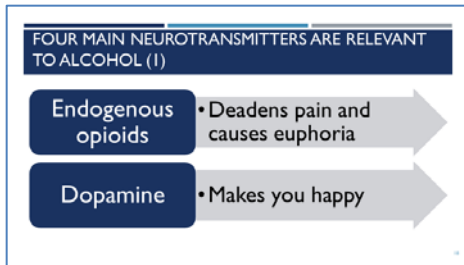 FOUR MAIN NEUROTRANSMITTERS ARE RELEVANT
TO ALCOHOL (1)
Endogenous
opioids
• Deadens pain and
causes euphoria
Dopamine
• Makes you happy